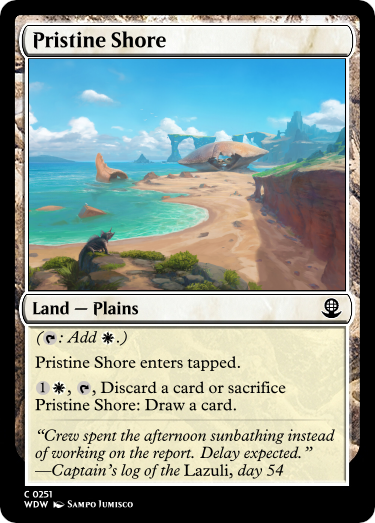 Pristine Shore
Land — Plains
(: Add .)
Pristine Shore enters tapped.
1 , , Discard a card or sacrifice
Pristine Shore: Draw a card.
“Crew spent the afternoon sunbathing instead
of working on the report. Delay expected.”
—Captain’s log of the Lazuli, day 54
C 0251
WDW Sampo Jumisco